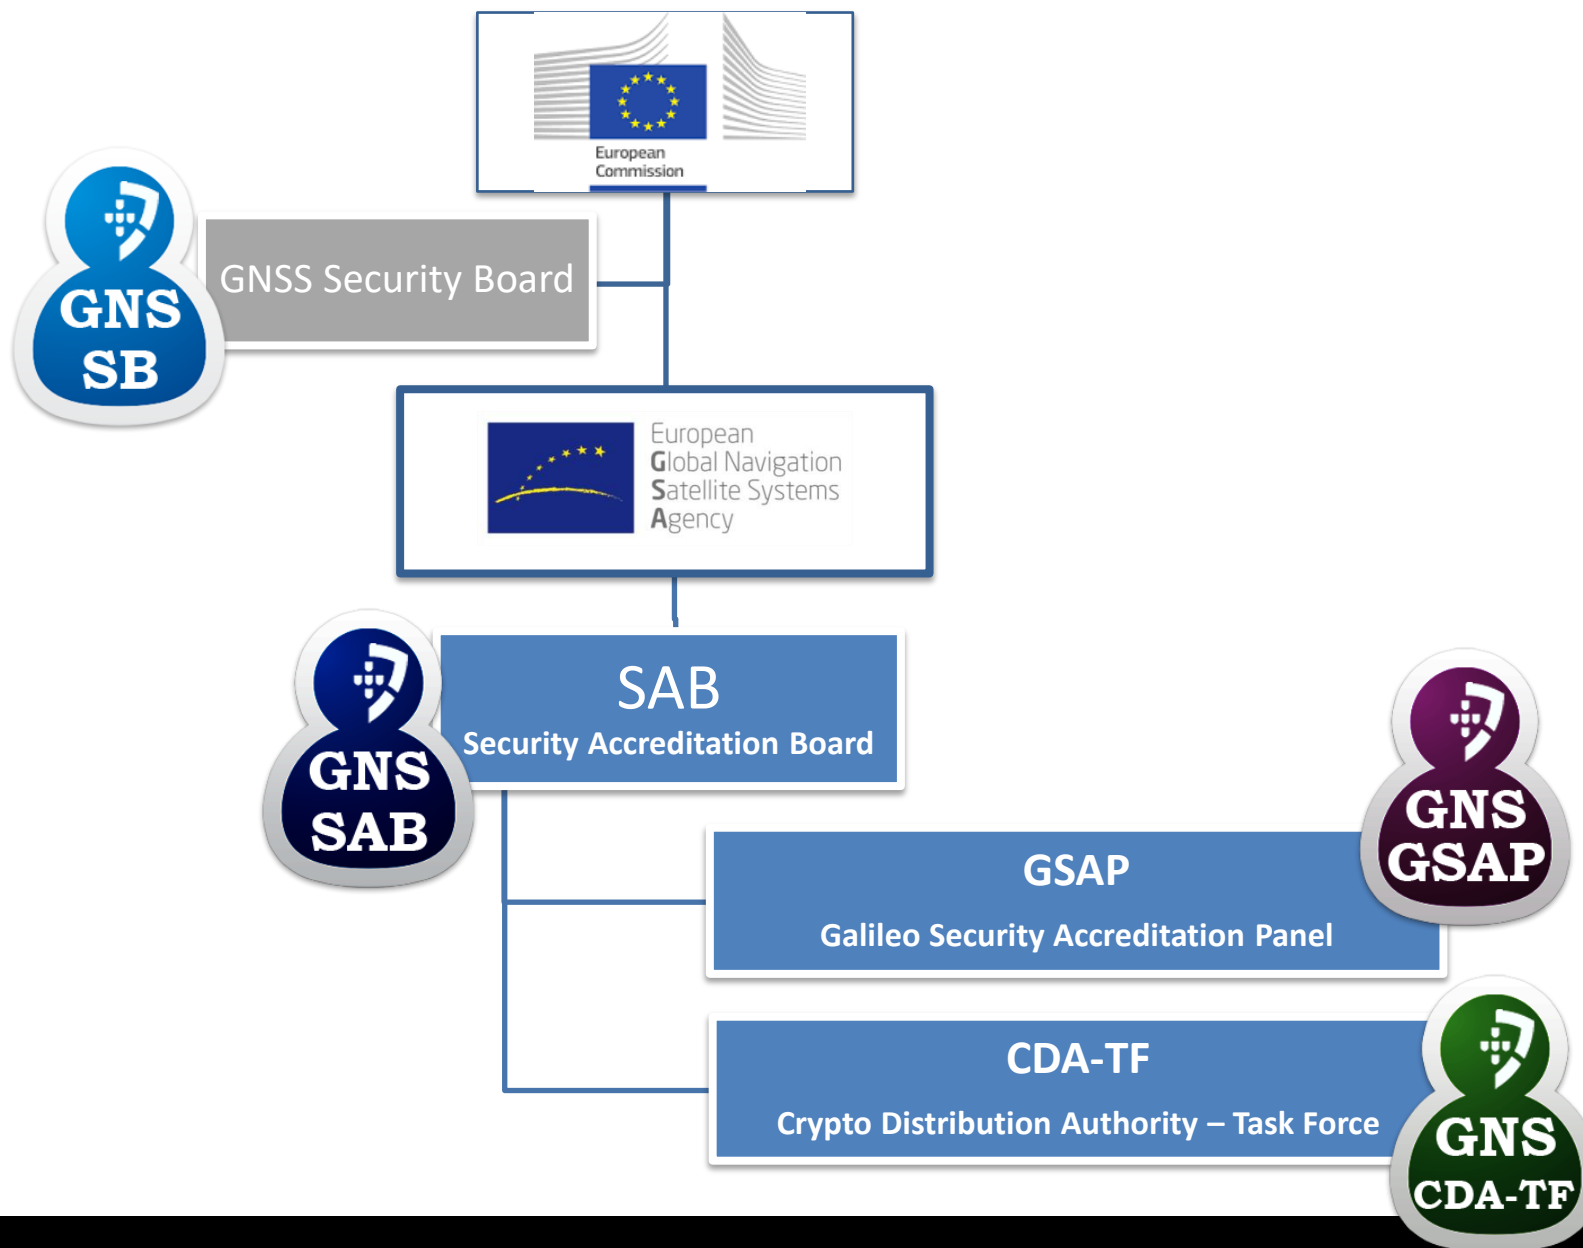 European
Commission
GNS
SB
GNSS Security Board
European
Global Navigation
Satellite Systems
Agency
GNS
SAB
SAB
Security Accreditation Board
GSAP
Galileo Security Accreditation Panel
GNS
GSAP
CDA-TF
Crypto Distribution Authority – Task Force
GNS
CDA-TF